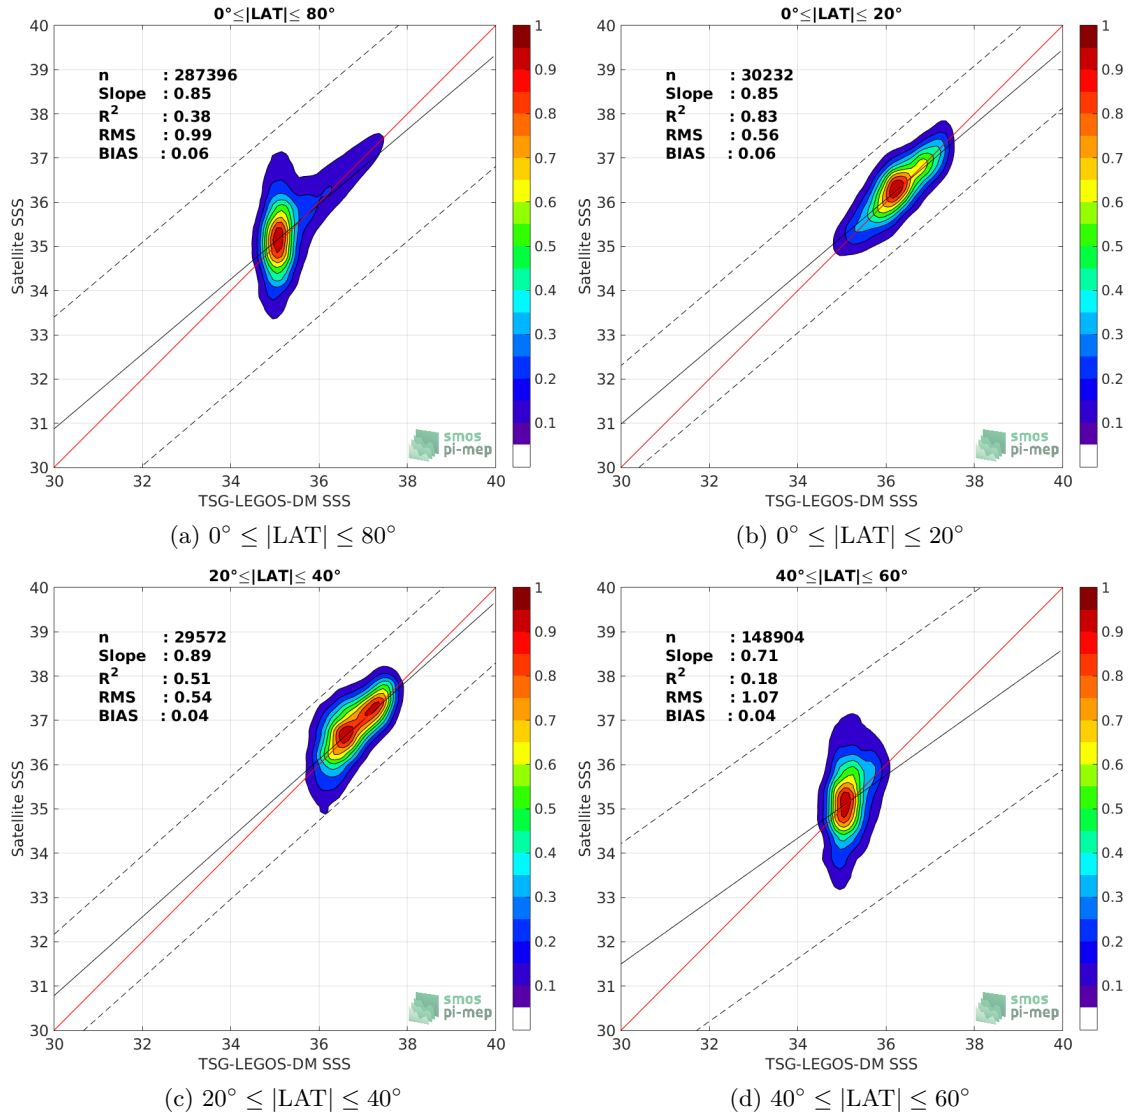 0°≤|LAT|≤ 80°
40
39
38
37
36
35
34
33
32
31
30
Satellite SSS
n : 287396
Slope : 0.85
R² : 0.38
RMS : 0.99
BIAS : 0.06
smos
pi-mep
30 32 34 36 38 40
TSG-LEGOS-DM SSS
1
0.9
0.8
0.7
0.6
0.5
0.4
0.3
0.2
0.1
(a) 0° ≤ |LAT| ≤ 80°
0°≤|LAT|≤ 20°
40
39
38
37
36
35
34
33
32
31
30
Satellite SSS
n : 30232
Slope : 0.85
R² : 0.83
RMS : 0.56
BIAS : 0.06
smos
pi-mep
30 32 34 36 38 40
TSG-LEGOS-DM SSS
1
0.9
0.8
0.7
0.6
0.5
0.4
0.3
0.2
0.1
(b) 0° ≤ |LAT| ≤ 20°
20°≤|LAT|≤ 40°
40
39
38
37
36
35
34
33
32
31
30
Satellite SSS
n : 29572
Slope : 0.89
R² : 0.51
RMS : 0.54
BIAS : 0.04
smos
pi-mep
30 32 34 36 38 40
TSG-LEGOS-DM SSS
1
0.9
0.8
0.7
0.6
0.5
0.4
0.3
0.2
0.1
(c) 20° ≤ |LAT| ≤ 40°
40°≤|LAT|≤ 60°
40
39
38
37
36
35
34
33
32
31
30
Satellite SSS
n : 148904
Slope : 0.71
R² : 0.18
RMS : 1.07
BIAS : 0.04
smos
pi-mep
30 32 34 36 38 40
TSG-LEGOS-DM SSS
1
0.9
0.8
0.7
0.6
0.5
0.4
0.3
0.2
0.1
(d) 40° ≤ |LAT| ≤ 60°